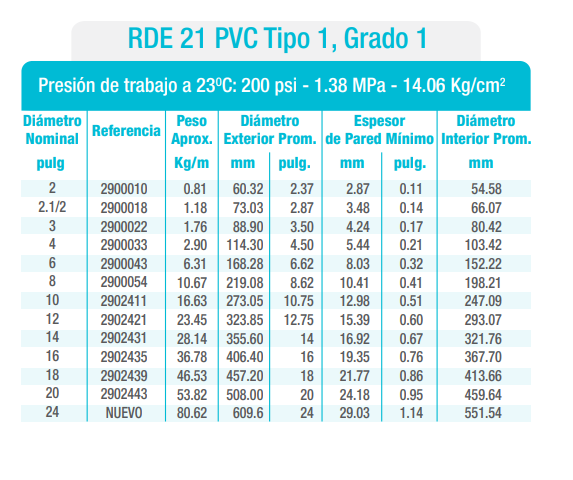 RDE 21 PVC Tipo 1, Grado 1
Presión de trabajo a 23ºC: 200 psi - 1.38 MPa - 14.06 Kg/cm²
Diámetro Nominal Referencia Peso Aprox. Diámetro Exterior Prom. Espesor de Pared Mínimo Diámetro Interior Prom.
pulg Kg/m mm pulg. mm pulg. mm
2 2900010 0.81 60.32 2.37 2.87 0.11 54.58
2.1/2 2900018 1.18 73.03 2.87 3.48 0.14 66.07
3 2900022 1.76 88.90 3.50 4.24 0.17 80.42
4 2900033 2.90 114.30 4.50 5.44 0.21 103.42
6 2900043 6.31 168.28 6.62 8.03 0.32 152.22
8 2900054 10.67 219.08 8.62 10.41 0.41 198.21
10 2902411 16.63 273.05 10.75 12.98 0.51 247.09
12 2902421 23.45 323.85 12.75 15.39 0.60 293.07
14 2902431 28.14 355.60 14 16.92 0.67 321.76
16 2902435 36.78 406.40 16 19.35 0.76 367.70
18 2902439 46.53 457.20 18 21.77 0.86 413.66
20 2902443 53.82 508.00 20 24.18 0.95 459.64
24 NUEVO 80.62 609.6 24 29.03 1.14 551.54